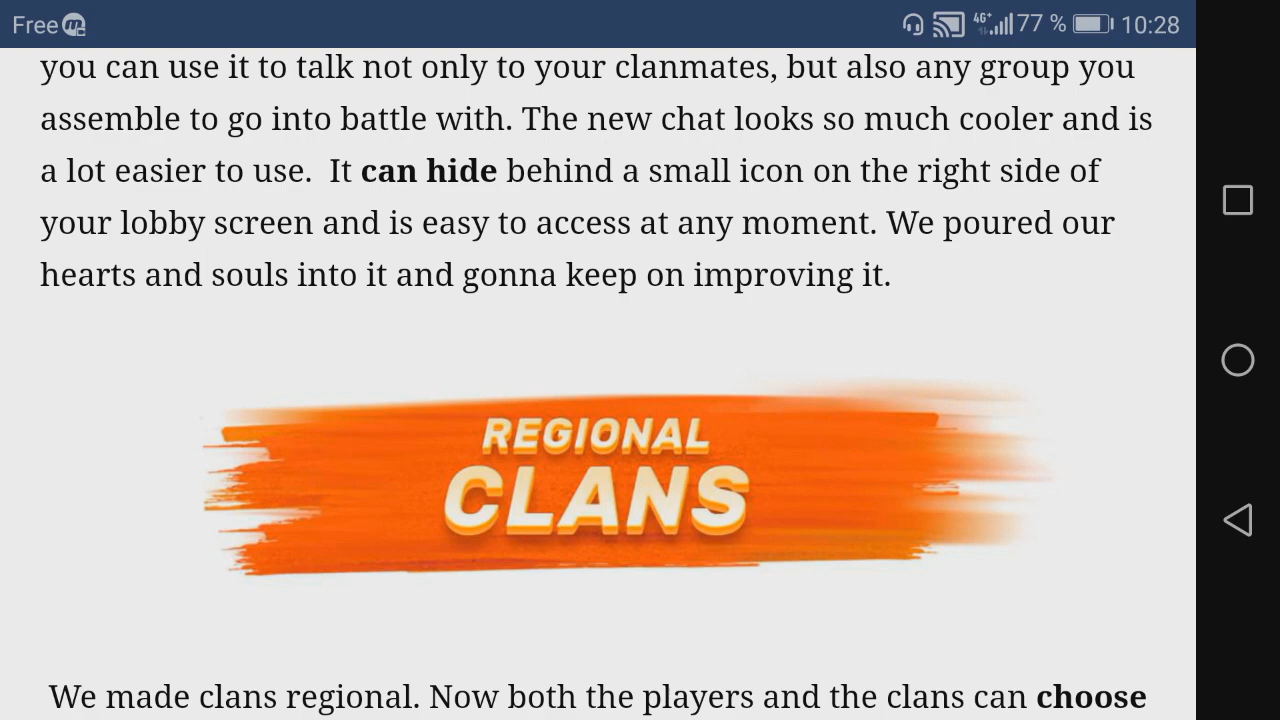 Free
4G+ 77 % 10:28
you can use it to talk not only to your clanmates, but also any group you
assemble to go into battle with. The new chat looks so much cooler and is
a lot easier to use.  It can hide behind a small icon on the right side of
your lobby screen and is easy to access at any moment. We poured our
hearts and souls into it and gonna keep on improving it.
REGIONAL
CLANS
We made clans regional. Now both the players and the clans can choose